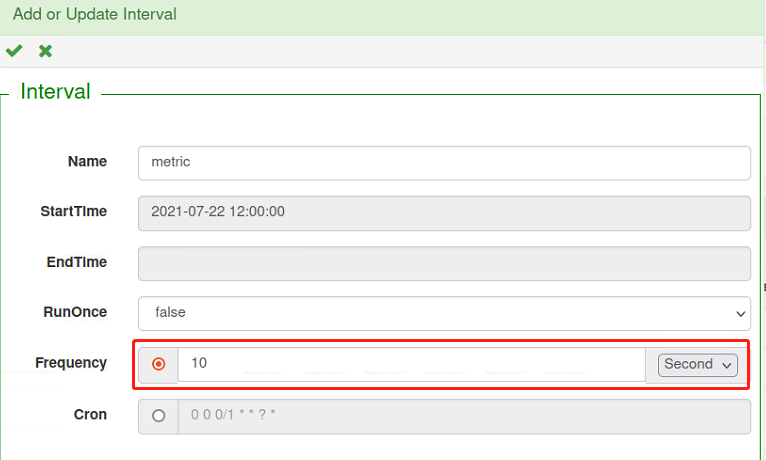 Add or Update Interval
Interval
Name metric
StartTime 2021-07-22 12:00:00
EndTime
RunOnce false
Frequency 10 Second
Cron 0 0 0/1 * * ? *